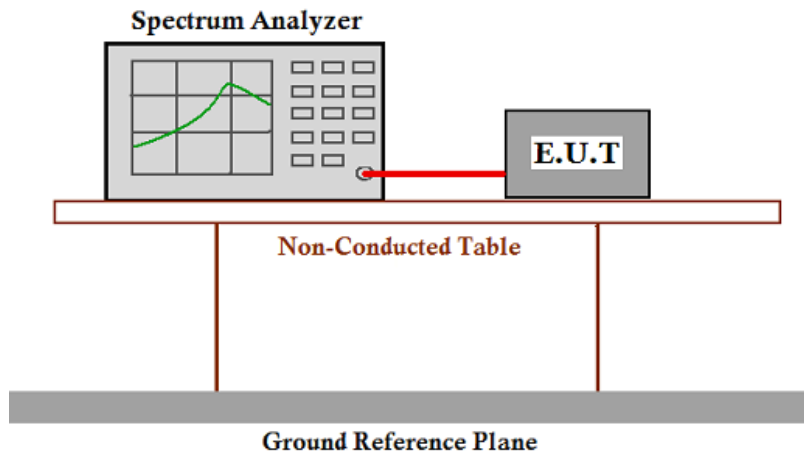 Spectrum Analyzer
E.U.T
Non-Conducted Table
Ground Reference Plane